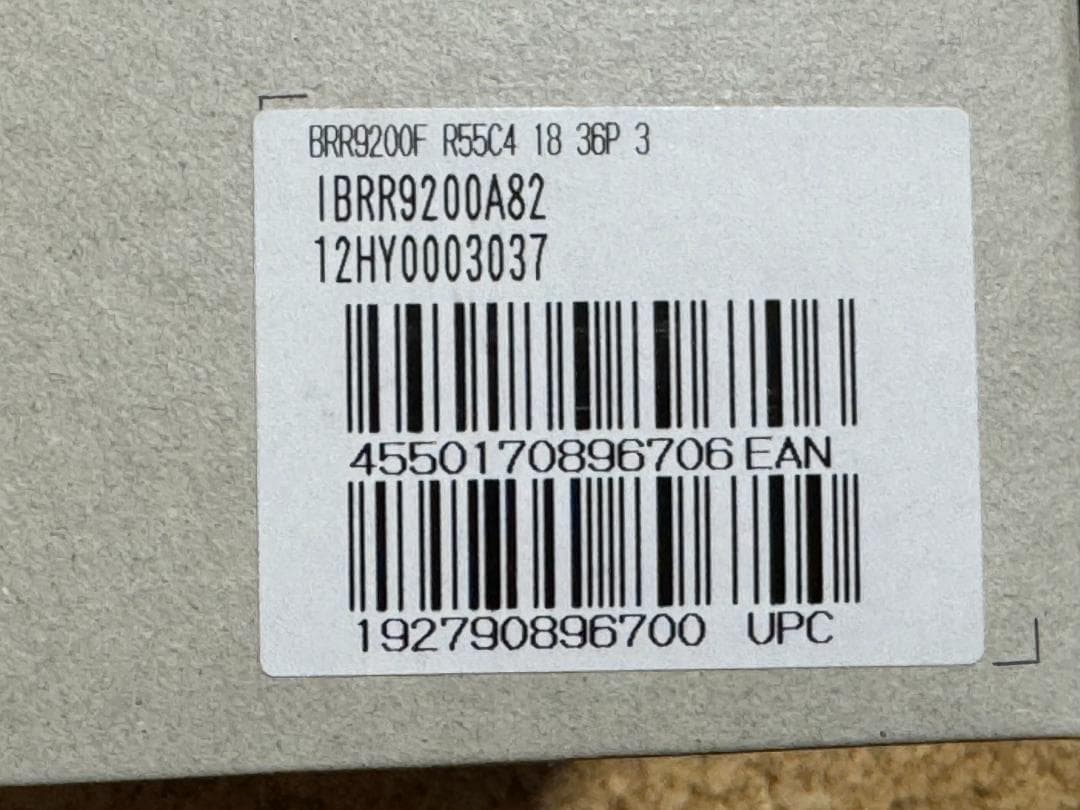 BRR9200F R55C4 18 36P 3
IBRR9200A82
12HY0003037
4550170896706 EAN
192790896700 UPC